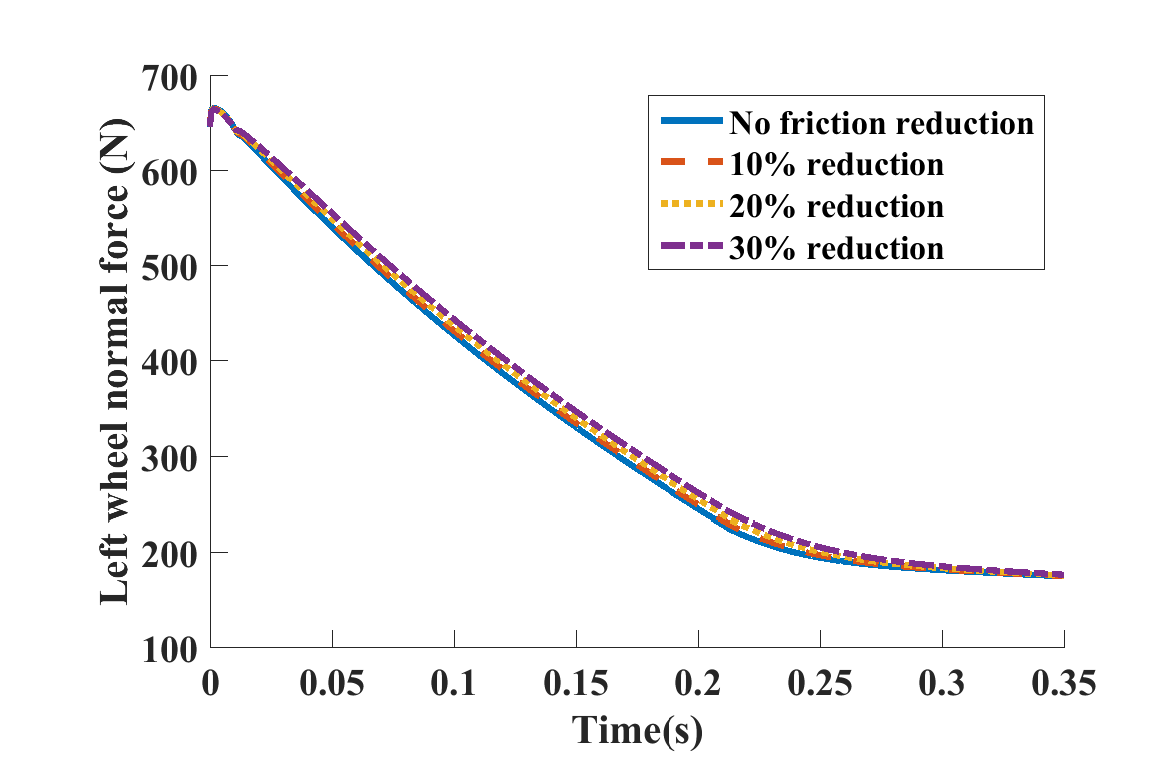 700
600
500
400
300
200
100
Left wheel normal force (N)
No friction reduction
10% reduction
20% reduction
30% reduction
0
0.05
0.1
0.15
0.2
0.25
0.3
0.35
Time(s)